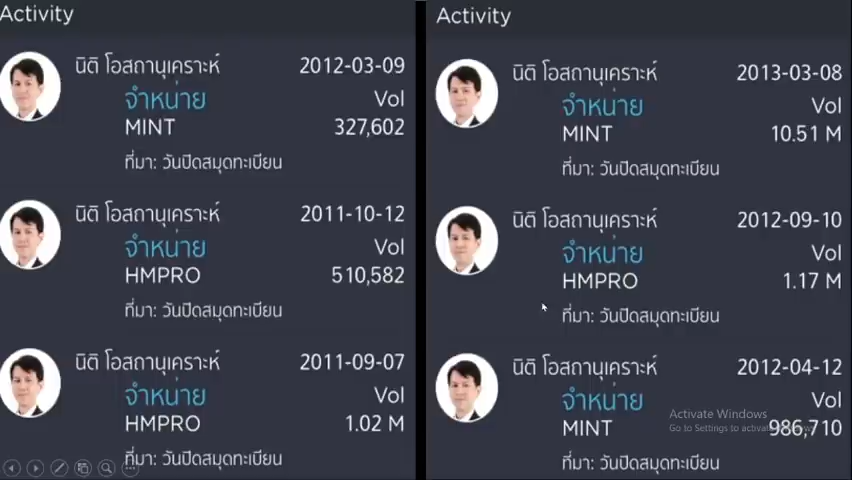 Activity
นิติ โอสถานุเคราะห์ 2012-03-09
จำหน่าย Vol
MINT 327,602
ที่มา: วันปิดสมุดทะเบียน
นิติ โอสถานุเคราะห์ 2011-10-12
จำหน่าย Vol
HMPRO 510,582
ที่มา: วันปิดสมุดทะเบียน
นิติ โอสถานุเคราะห์ 2011-09-07
จำหน่าย Vol
HMPRO 1.02 M
ที่มา: วันปิดสมุดทะเบียน
Activity
นิติ โอสถานุเคราะห์ 2013-03-08
จำหน่าย Vol
MINT 10.51 M
ที่มา: วันปิดสมุดทะเบียน
นิติ โอสถานุเคราะห์ 2012-09-10
จำหน่าย Vol
HMPRO 1.17 M
ที่มา: วันปิดสมุดทะเบียน
นิติ โอสถานุเคราะห์ 2012-04-12
จำหน่าย Vol
MINT 986,710
ที่มา: วันปิดสมุดทะเบียน
Activate Windows
Go to Settings to activate